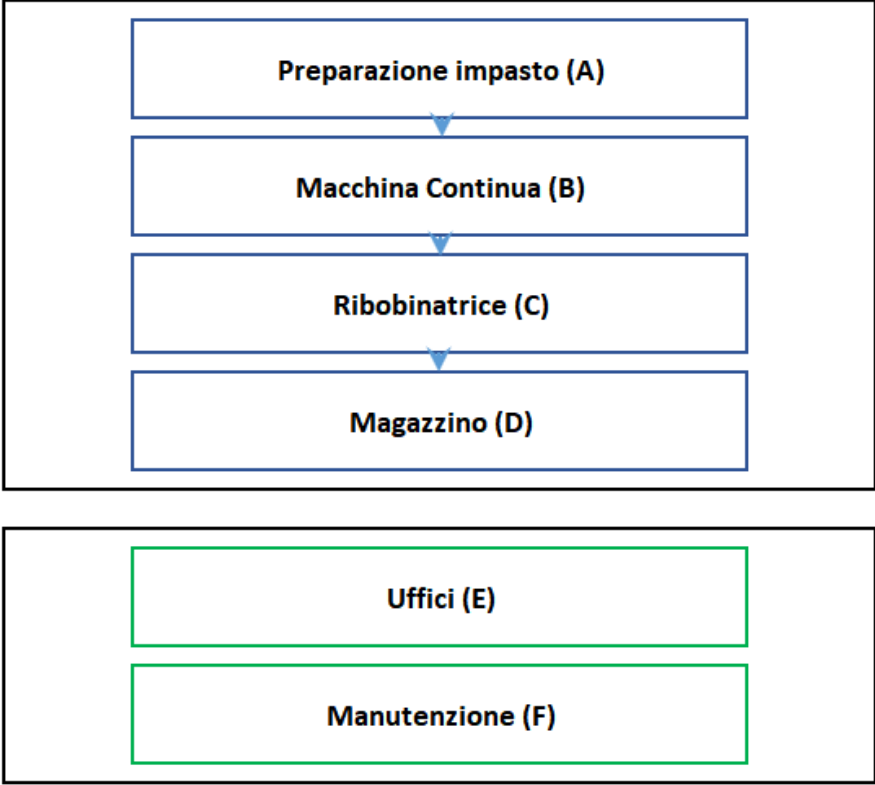 Preparazione impasto (A)
Macchina Continua (B)
Ribobinatrice (C)
Magazzino (D)
Uffici (E)
Manutenzione (F)